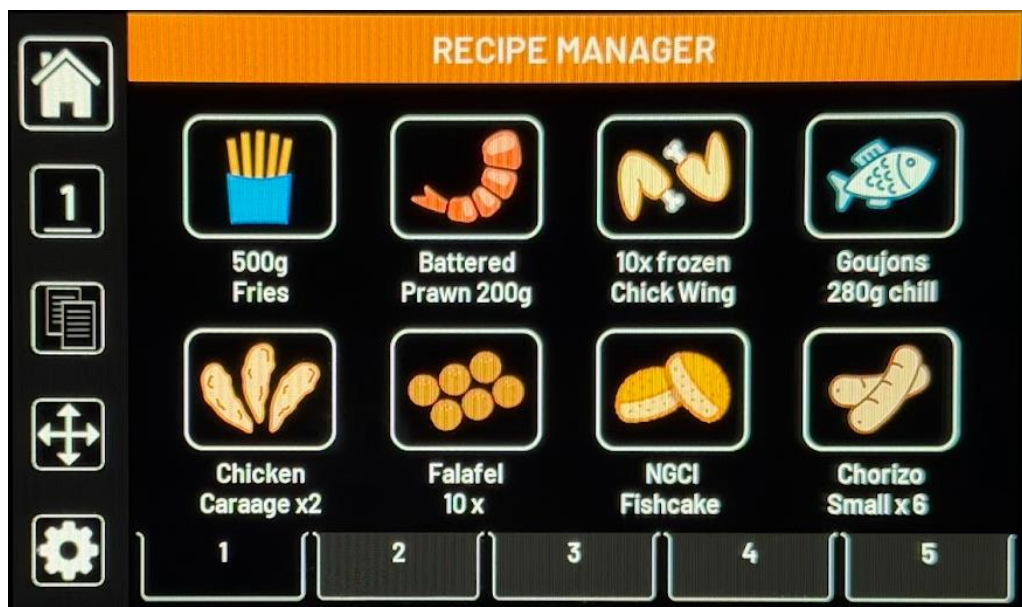 RECIPE MANAGER
1
500g
Fries
Battered
Prawn 200g
10x frozen
Chick Wing
Goujons
280g chill
Chicken
Caraage x2
Falafel
10 x
NGCI
Fishcake
Chorizo
Small x 6
1
2
3
4
5